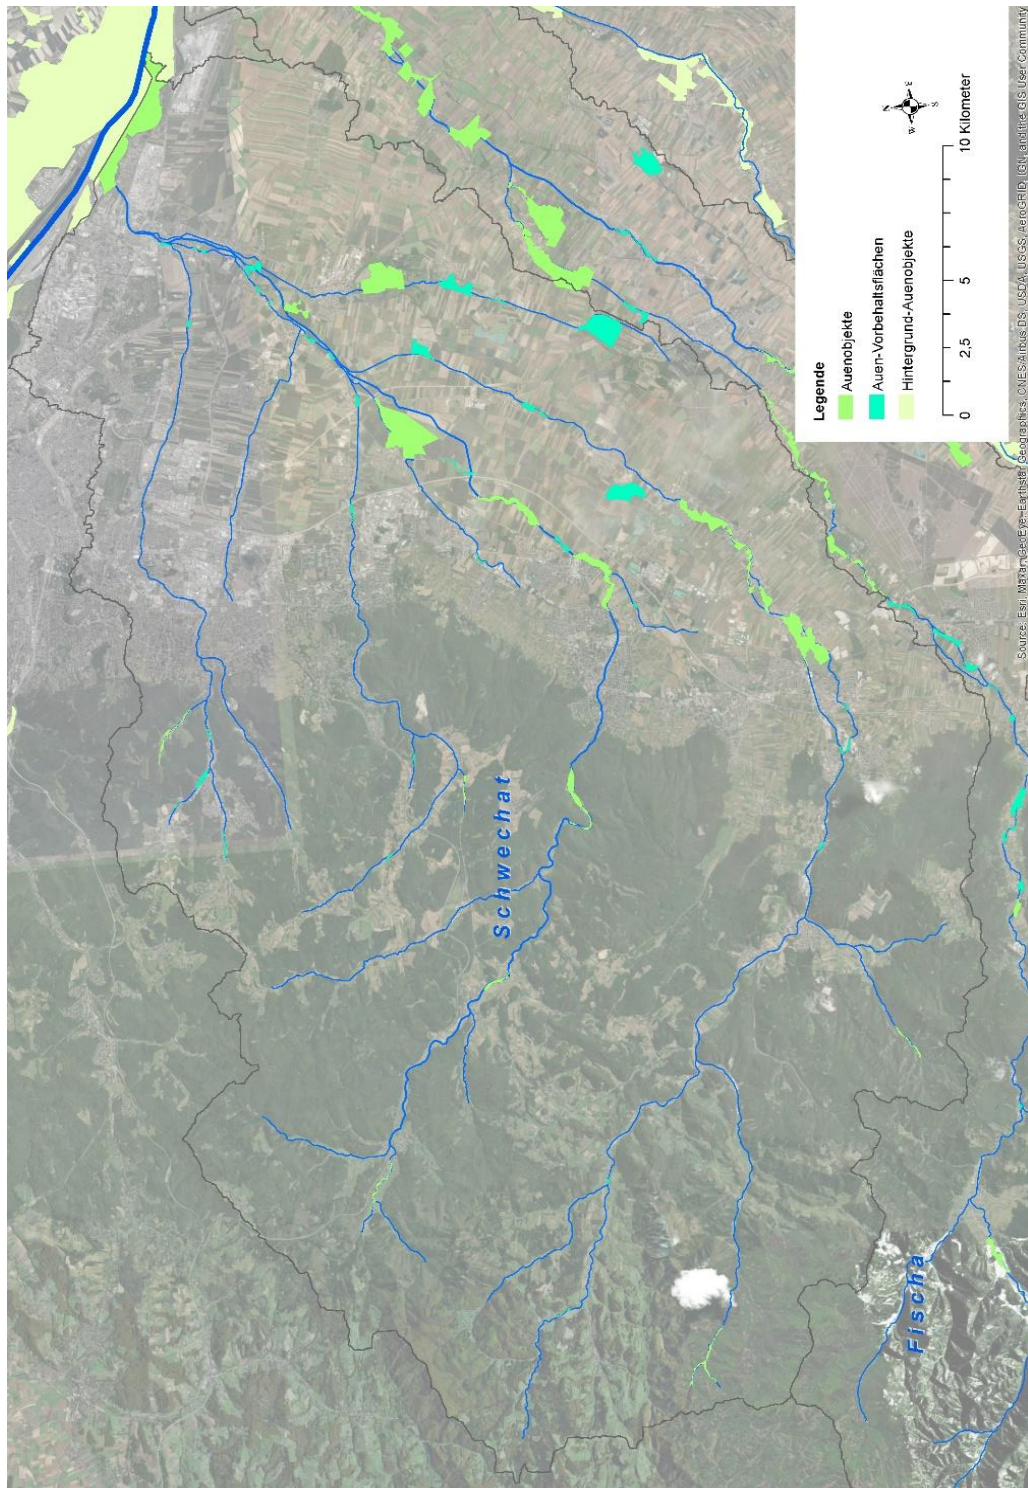 Schwechat
Fischa
Legende
Auenobjekte
Auen-Vorbehaltsflächen
Hintergrund-Auenobjekte
N
W
E
S
0
2,5
5
10 Kilometer
Source: Esri, Maxar, GeoEye, Earthstar Geographics, CNES/Airbus DS, USDA, USGS, AeroGRID, IGN, and the GIS User Community